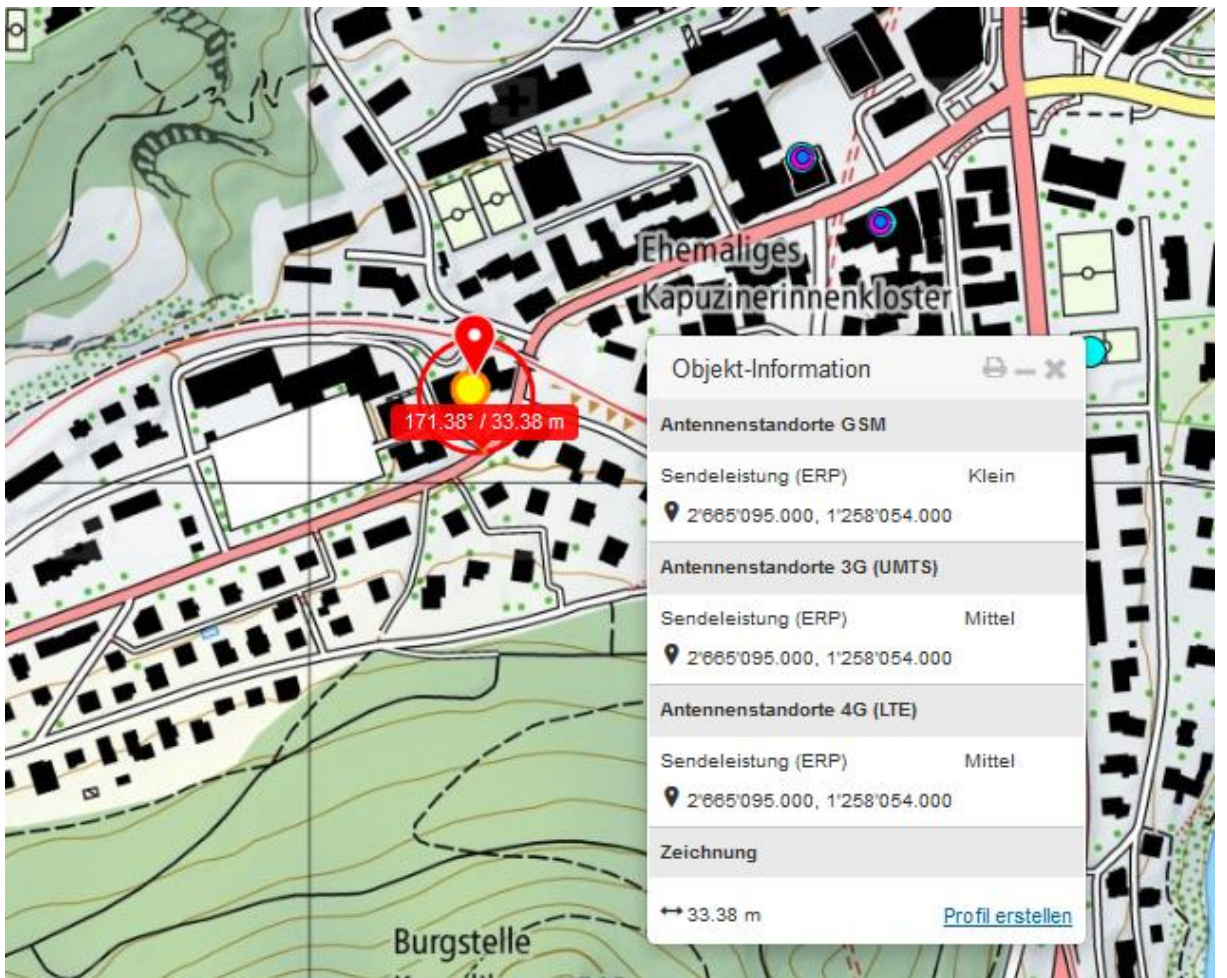 Ehemaliges
Kapuzinerinnenkloster
171.38° / 33.38 m
Objekt-Information
Antennenstandorte GSM
Sendeleistung (ERP) Klein
2'665'095.000, 1'258'054.000
Antennenstandorte 3G (UMTS)
Sendeleistung (ERP) Mittel
2'665'095.000, 1'258'054.000
Antennenstandorte 4G (LTE)
Sendeleistung (ERP) Mittel
2'665'095.000, 1'258'054.000
Zeichnung
33.38 m Profil erstellen
Burgstelle